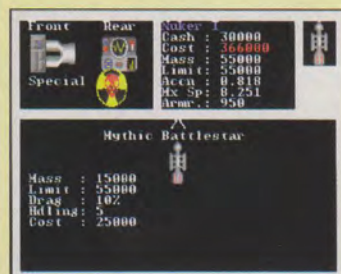 Front Rear
Special
Nuker 1
Cash : 30000
Cost : 366000
Mass : 55000
Limit: 55000
Accn : 0.818
Mx Sp: 8.251
Armr.: 950
Mythic Battlestar
Mass : 15000
Limit : 55000
Drag : 10%
Hdling: 5
Cost : 25000